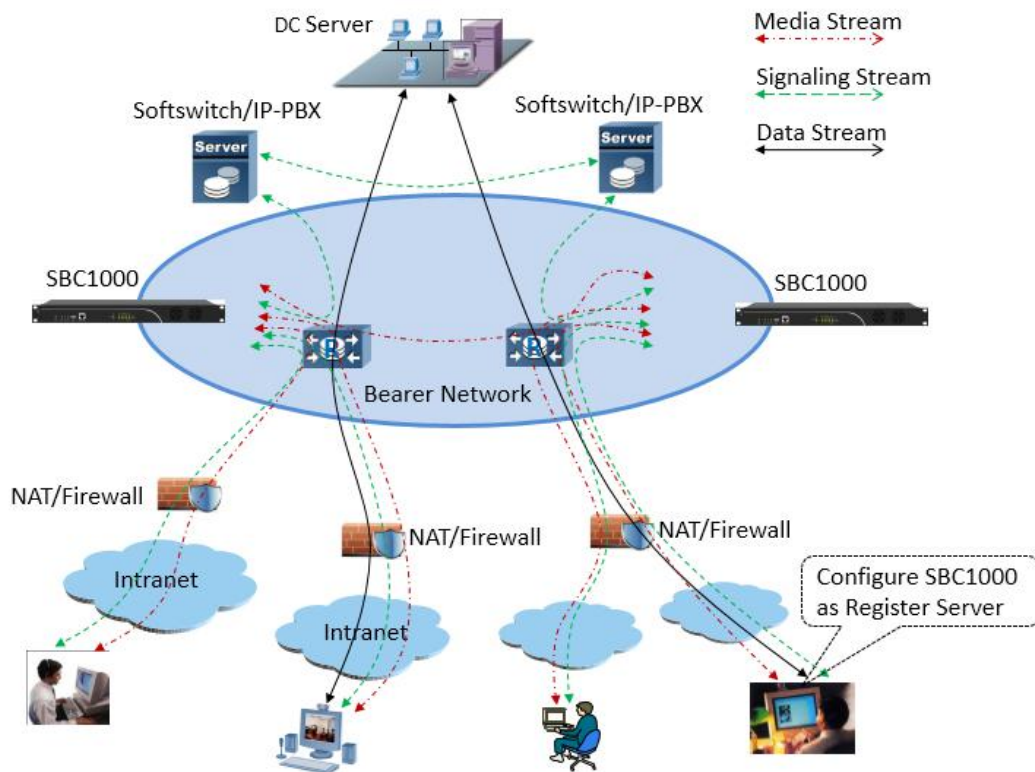 DC Server
Media Stream
Signaling Stream
Data Stream
Softswitch/IP-PBX
Softswitch/IP-PBX
Server
Server
SBC1000
SBC1000
R
R
Bearer Network
NAT/Firewall
NAT/Firewall
NAT/Firewall
Intranet
Intranet
Configure SBC1000
as Register Server